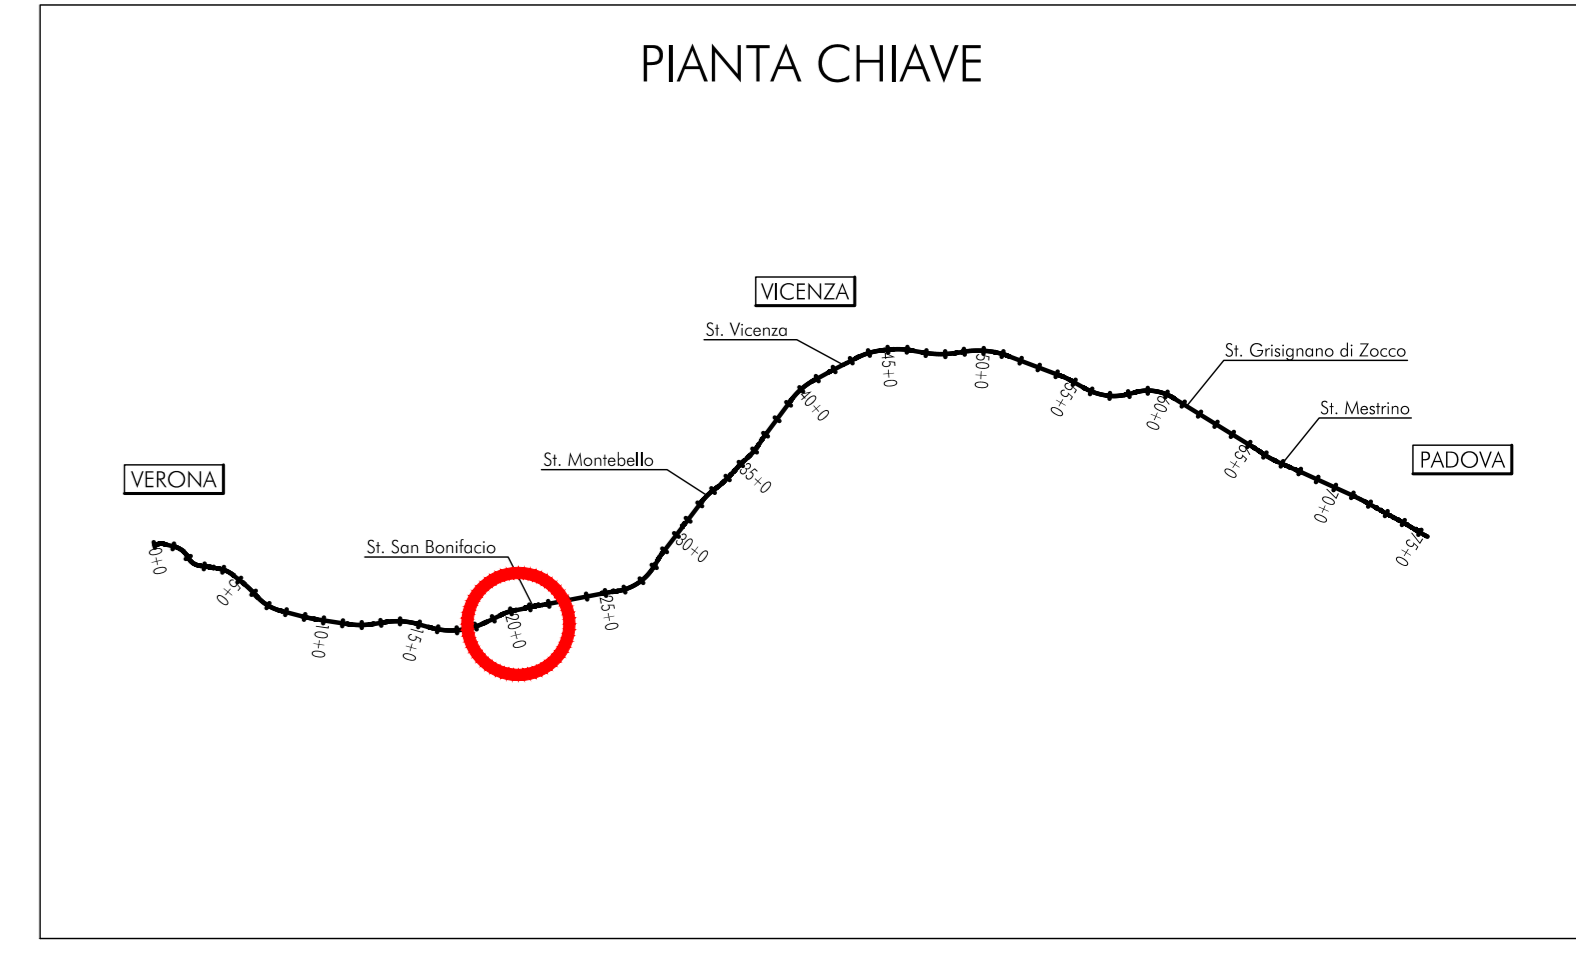 PIANTA CHIAVE
VICENZA
St. Vicenza
St. Grisignano di Zocco
St. Mestrino
PADOVA
St. Montebello
VERONA
St. San Bonifacio
0+0
5+0
10+0
15+0
20+0
25+0
30+0
35+0
40+0
45+0
50+0
55+0
60+0
65+0
70+0
75+0